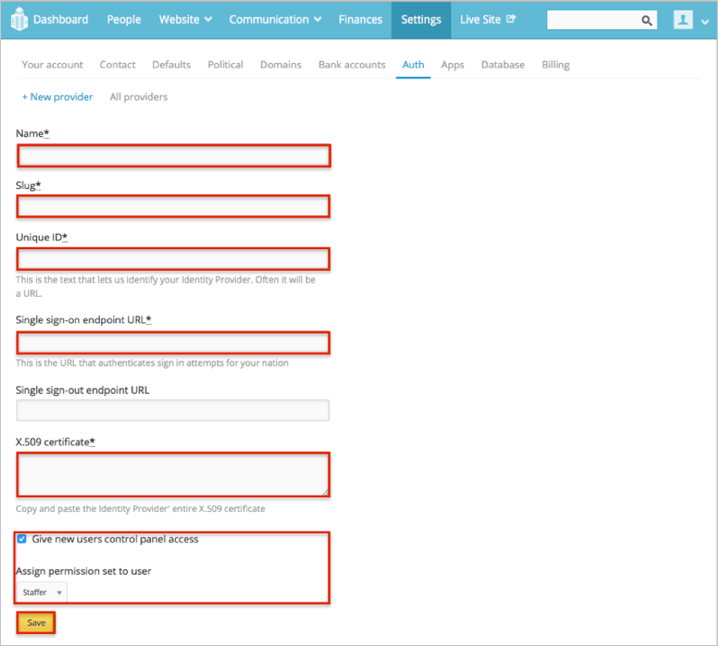 Dashboard People Website Communication Finances Settings Live Site
Your account Contact Defaults Political Domains Bank accounts Auth Apps Database Billing
+ New provider All providers
Name*
Slug*
Unique ID*
This is the text that lets us identify your Identity Provider. Often it will be
a URL.
Single sign-on endpoint URL*
This is the URL that authenticates sign in attempts for your nation
Single sign-out endpoint URL
X.509 certificate*
Copy and paste the Identity Provider' entire X.509 certificate
Give new users control panel access
Assign permission set to user
Staffer
Save